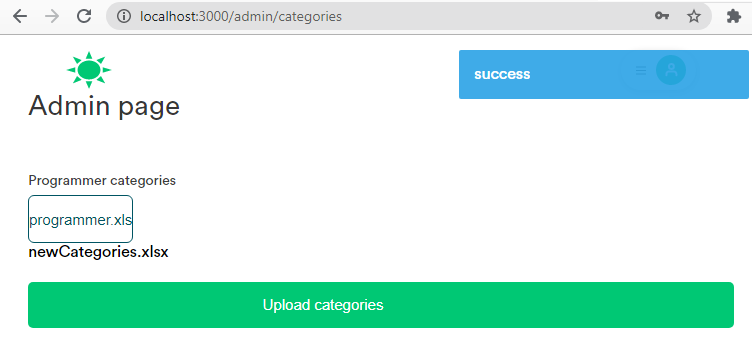 localhost:3000/admin/categories
success
Admin page
Programmer categories
programmer.xls
newCategories.xlsx
Upload categories